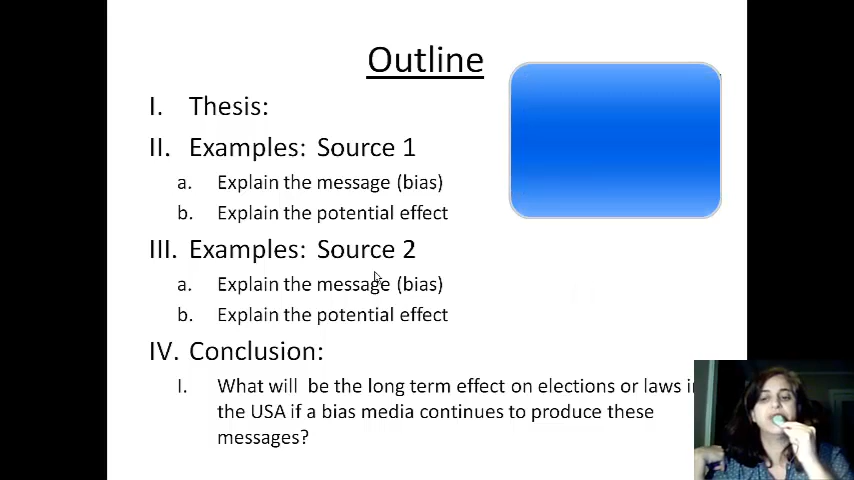 Outline
I. Thesis:
II. Examples: Source 1
a. Explain the message (bias)
b. Explain the potential effect
III. Examples: Source 2
a. Explain the message (bias)
b. Explain the potential effect
IV. Conclusion:
I. What will be the long term effect on elections or laws in
the USA if a bias media continues to produce these
messages?